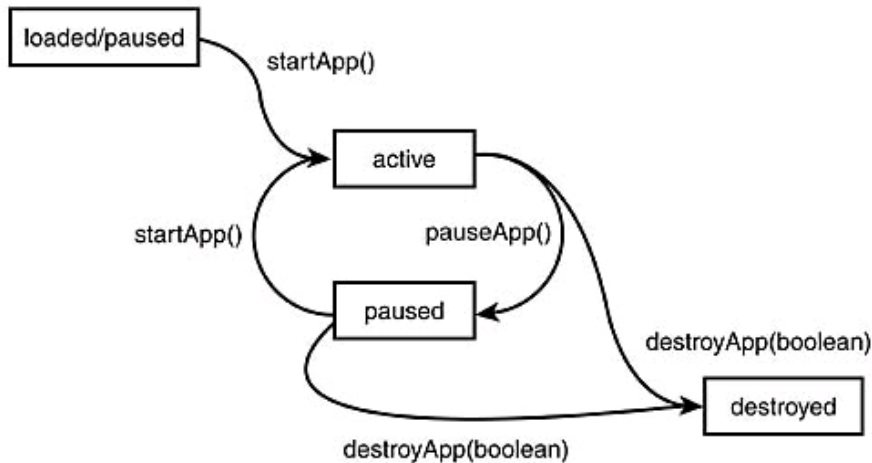 loaded/paused
startApp()
active
startApp()
pauseApp()
paused
destroyApp(boolean)
destroyed
destroyApp(boolean)